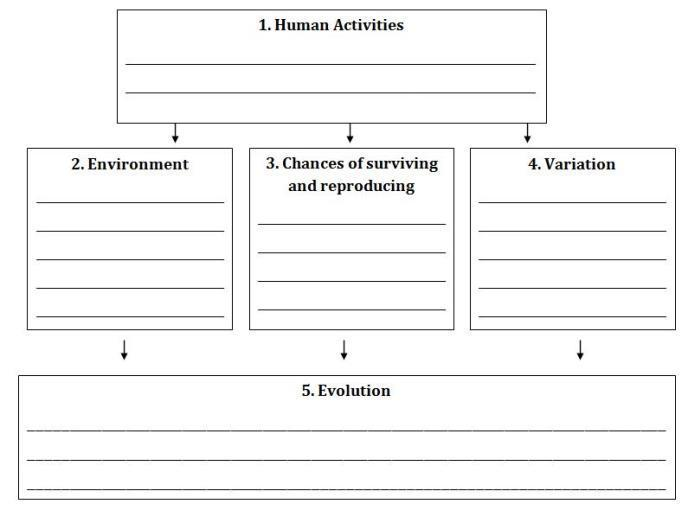 1. Human Activities
2. Environment
3. Chances of surviving
and reproducing
4. Variation
5. Evolution